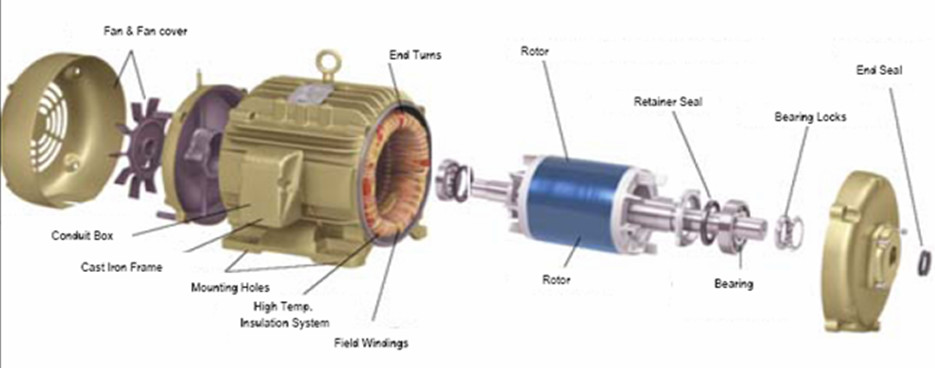 Fan & Fan cover
End Turns
Rotor
End Seal
Retainer Seal
Bearing Locks
Conduit Box
Cast Iron Frame
Mounting Holes
High Temp.
Insulation System
Field Windings
Rotor
Bearing